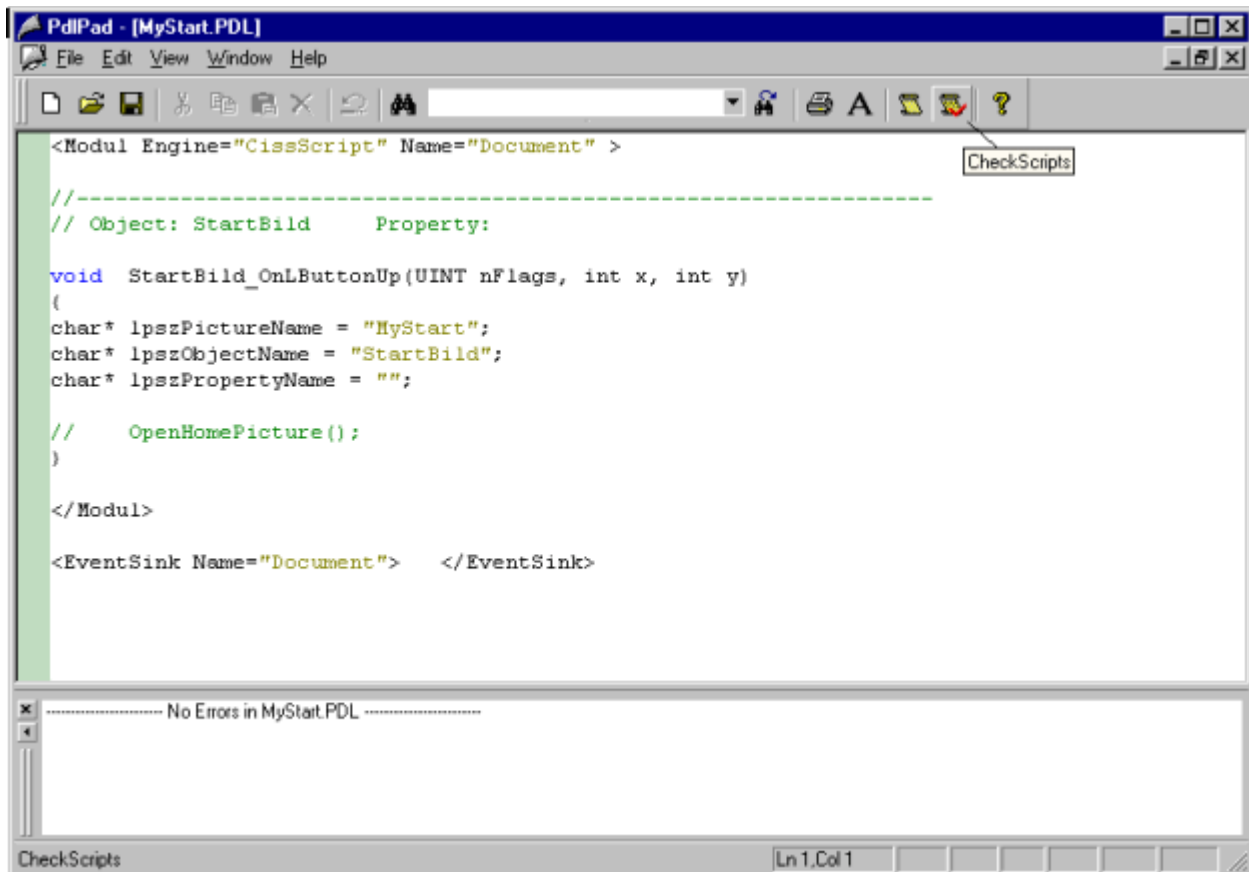 PdlPad - [MyStart.PDL]
File Edit View Window Help
A ?
CheckScripts
<Modul Engine="CissScript" Name="Document" >
//------------------------------------------------------------------
// Object: StartBild     Property:
void  StartBild_OnLButtonUp(UINT nFlags, int x, int y)
{
char* lpszPictureName = "MyStart";
char* lpszObjectName = "StartBild";
char* lpszPropertyName = "";
//    OpenHomePicture();
}
</Modul>
<EventSink Name="Document">   </EventSink>
-------------------------- No Errors in MyStart.PDL --------------------------
CheckScripts
Ln 1,Col 1